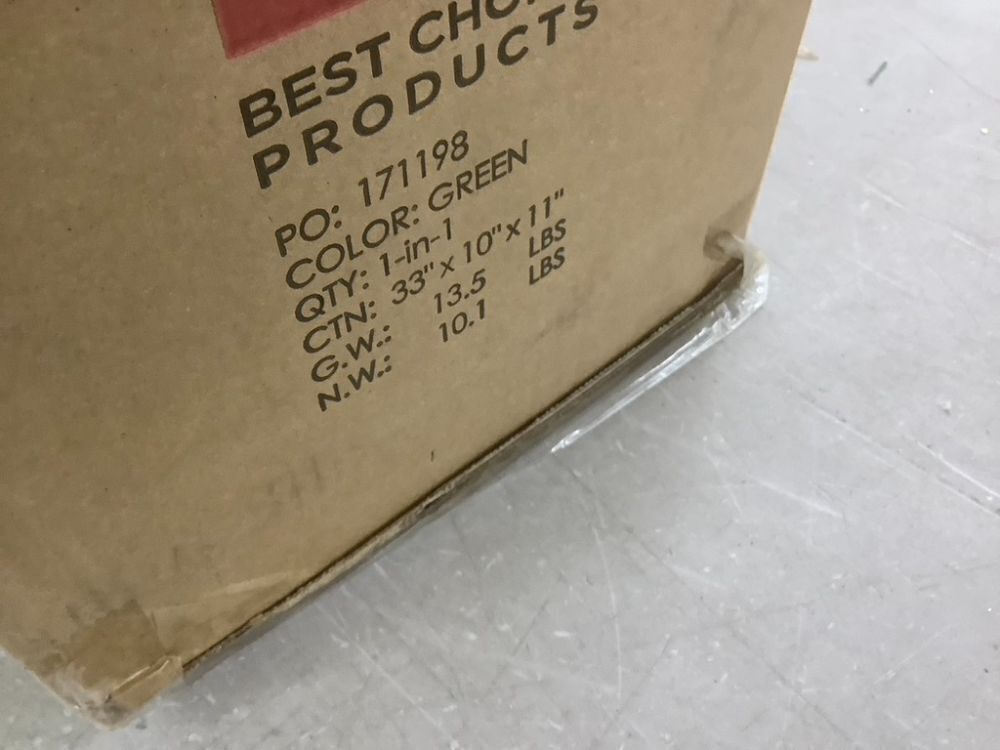 BEST
PRODUCTS
PO: 171198
COLOR: GREEN
QTY: 1-in-1
CTN: 33" x 10" x 11"
G.W.: 13.5 LBS
N.W.: 10.1 LBS